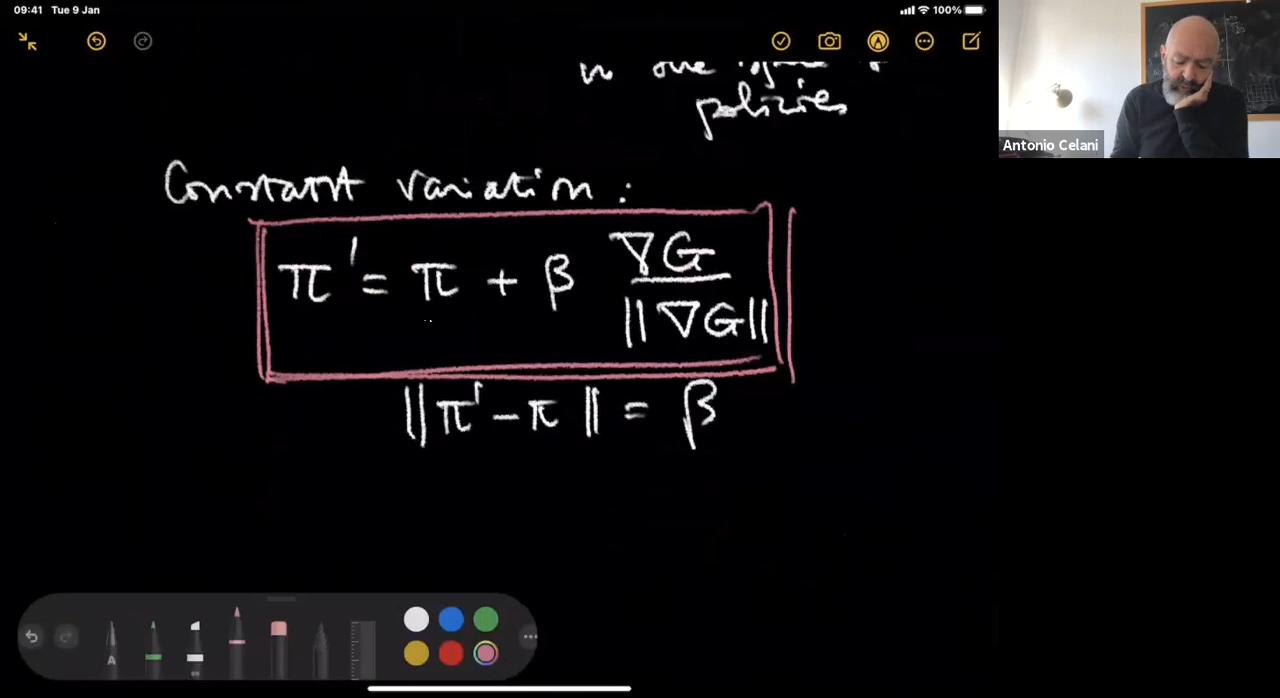 09:41 Tue 9 Jan 100%
policies
Constant variation :
π' = π + β ∇G / ||∇G||
||π' - π|| = β
Antonio Celani
A